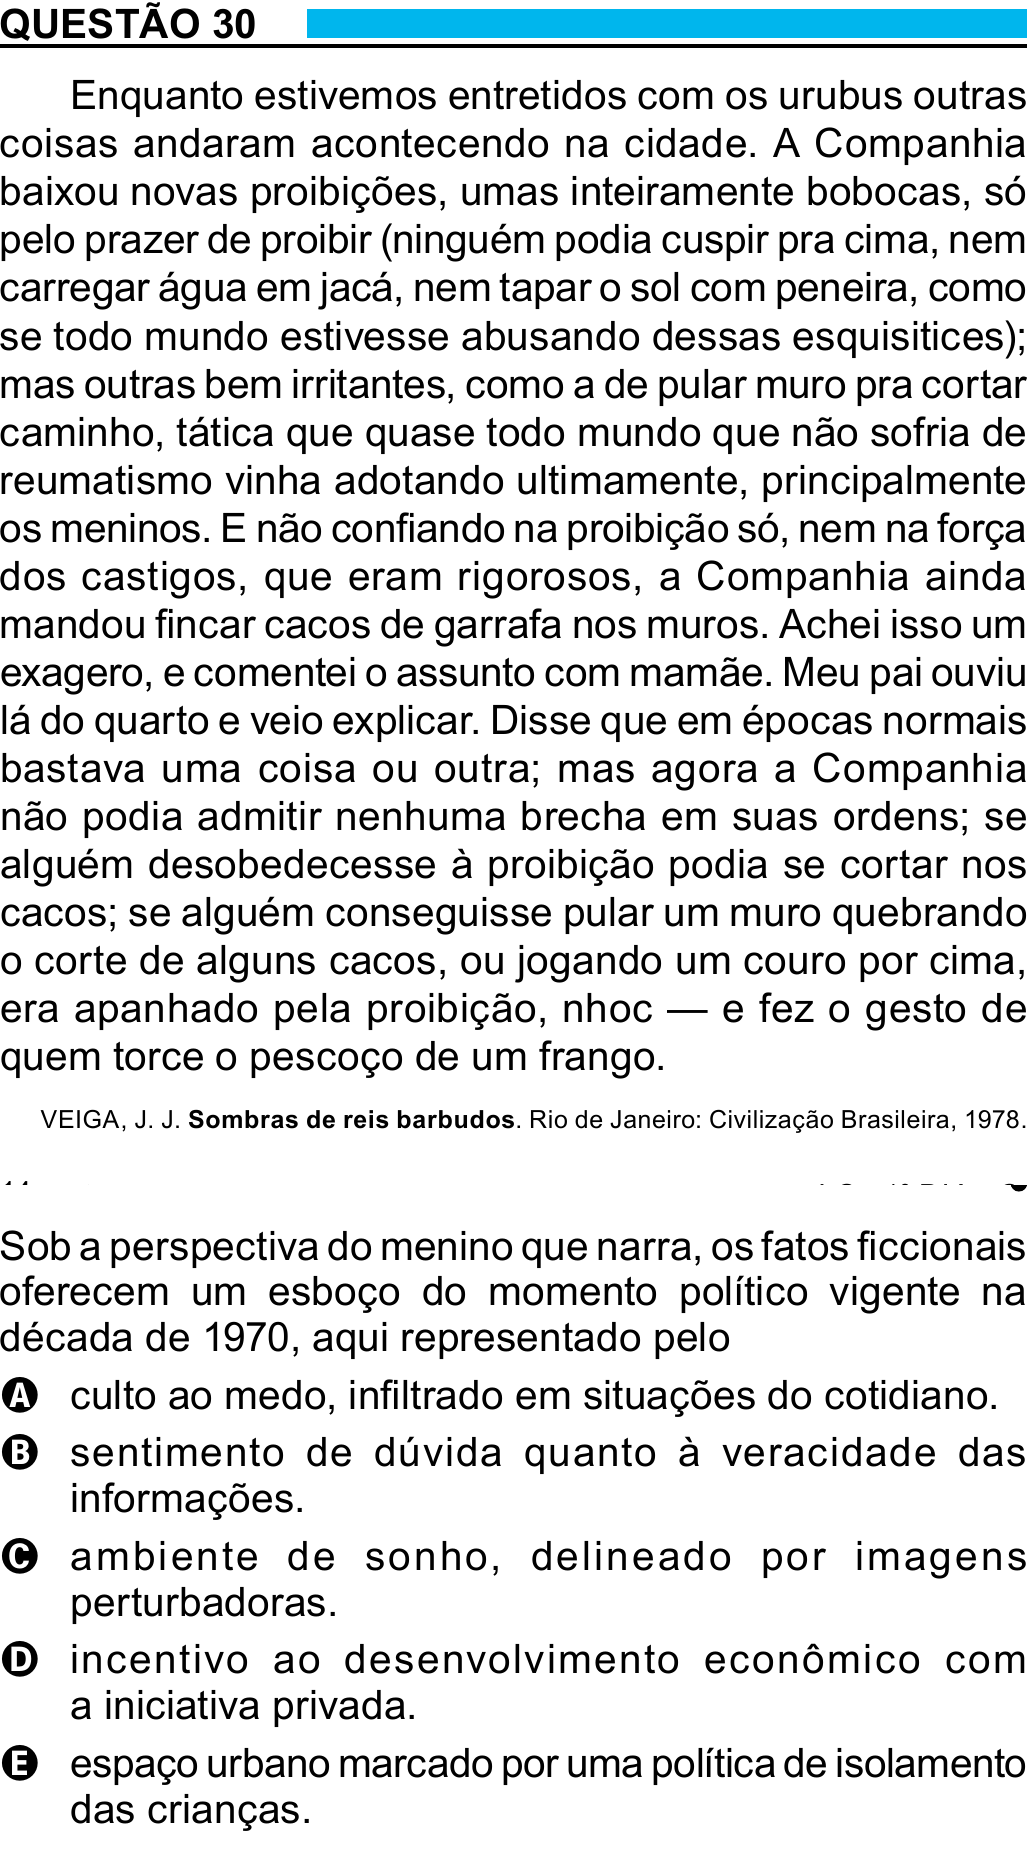 QUESTÃO 30
Enquanto estivemos entretidos com os urubus outras
coisas andaram acontecendo na cidade. A Companhia
baixou novas proibições, umas inteiramente bobocas, só
pelo prazer de proibir (ninguém podia cuspir pra cima, nem
carregar água em jacá, nem tapar o sol com peneira, como
se todo mundo estivesse abusando dessas esquisitices);
mas outras bem irritantes, como a de pular muro pra cortar
caminho, tática que quase todo mundo que não sofria de
reumatismo vinha adotando ultimamente, principalmente
os meninos. E não confiando na proibição só, nem na força
dos castigos, que eram rigorosos, a Companhia ainda
mandou fincar cacos de garrafa nos muros. Achei isso um
exagero, e comentei o assunto com mamãe. Meu pai ouviu
lá do quarto e veio explicar. Disse que em épocas normais
bastava uma coisa ou outra; mas agora a Companhia
não podia admitir nenhuma brecha em suas ordens; se
alguém desobedecesse à proibição podia se cortar nos
cacos; se alguém conseguisse pular um muro quebrando
o corte de alguns cacos, ou jogando um couro por cima,
era apanhado pela proibição, nhoc — e fez o gesto de
quem torce o pescoço de um frango.
VEIGA, J. J. Sombras de reis barbudos. Rio de Janeiro: Civilização Brasileira, 1978.
Sob a perspectiva do menino que narra, os fatos ficcionais
oferecem um esboço do momento político vigente na
década de 1970, aqui representado pelo
A culto ao medo, infiltrado em situações do cotidiano.
B sentimento de dúvida quanto à veracidade das
informações.
C ambiente de sonho, delineado por imagens
perturbadoras.
D incentivo ao desenvolvimento econômico com
a iniciativa privada.
E espaço urbano marcado por uma política de isolamento
das crianças.